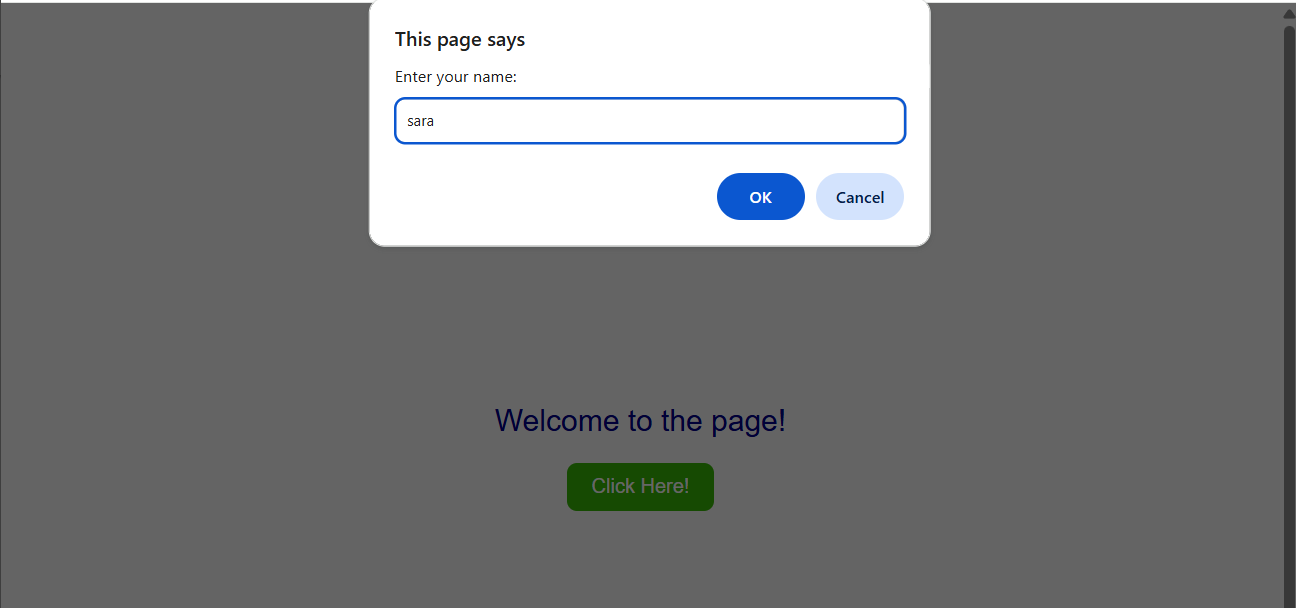 This page says
Enter your name:
sara
OK Cancel
Welcome to the page!
Click Here!